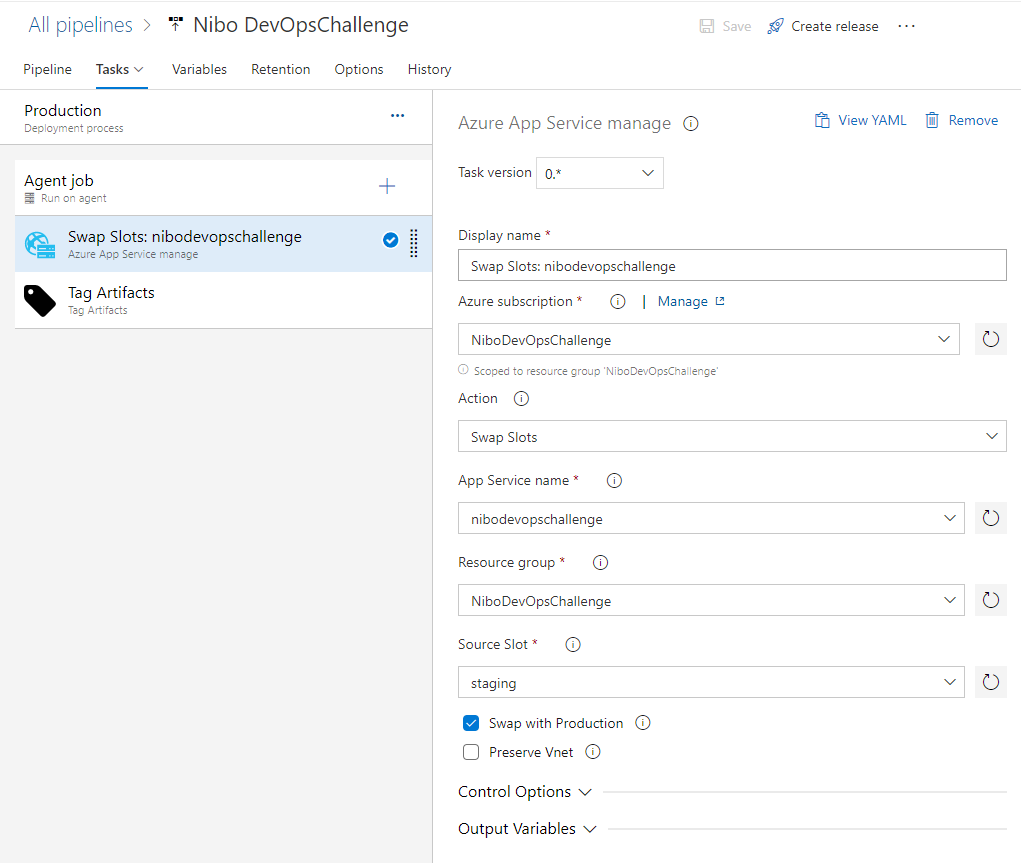 All pipelines > Nibo DevOpsChallenge
Save Create release ...
Pipeline Tasks Variables Retention Options History
Production
Deployment process
...
Agent job
Run on agent
+
Swap Slots: nibodevopschallenge
Azure App Service manage
Tag Artifacts
Tag Artifacts
Azure App Service manage
View YAML Remove
Task version 0.*
Display name *
Swap Slots: nibodevopschallenge
Azure subscription * | Manage
NiboDevOpsChallenge
Scoped to resource group 'NiboDevOpsChallenge'
Action
Swap Slots
App Service name *
nibodevopschallenge
Resource group *
NiboDevOpsChallenge
Source Slot *
staging
Swap with Production
Preserve Vnet
Control Options
Output Variables